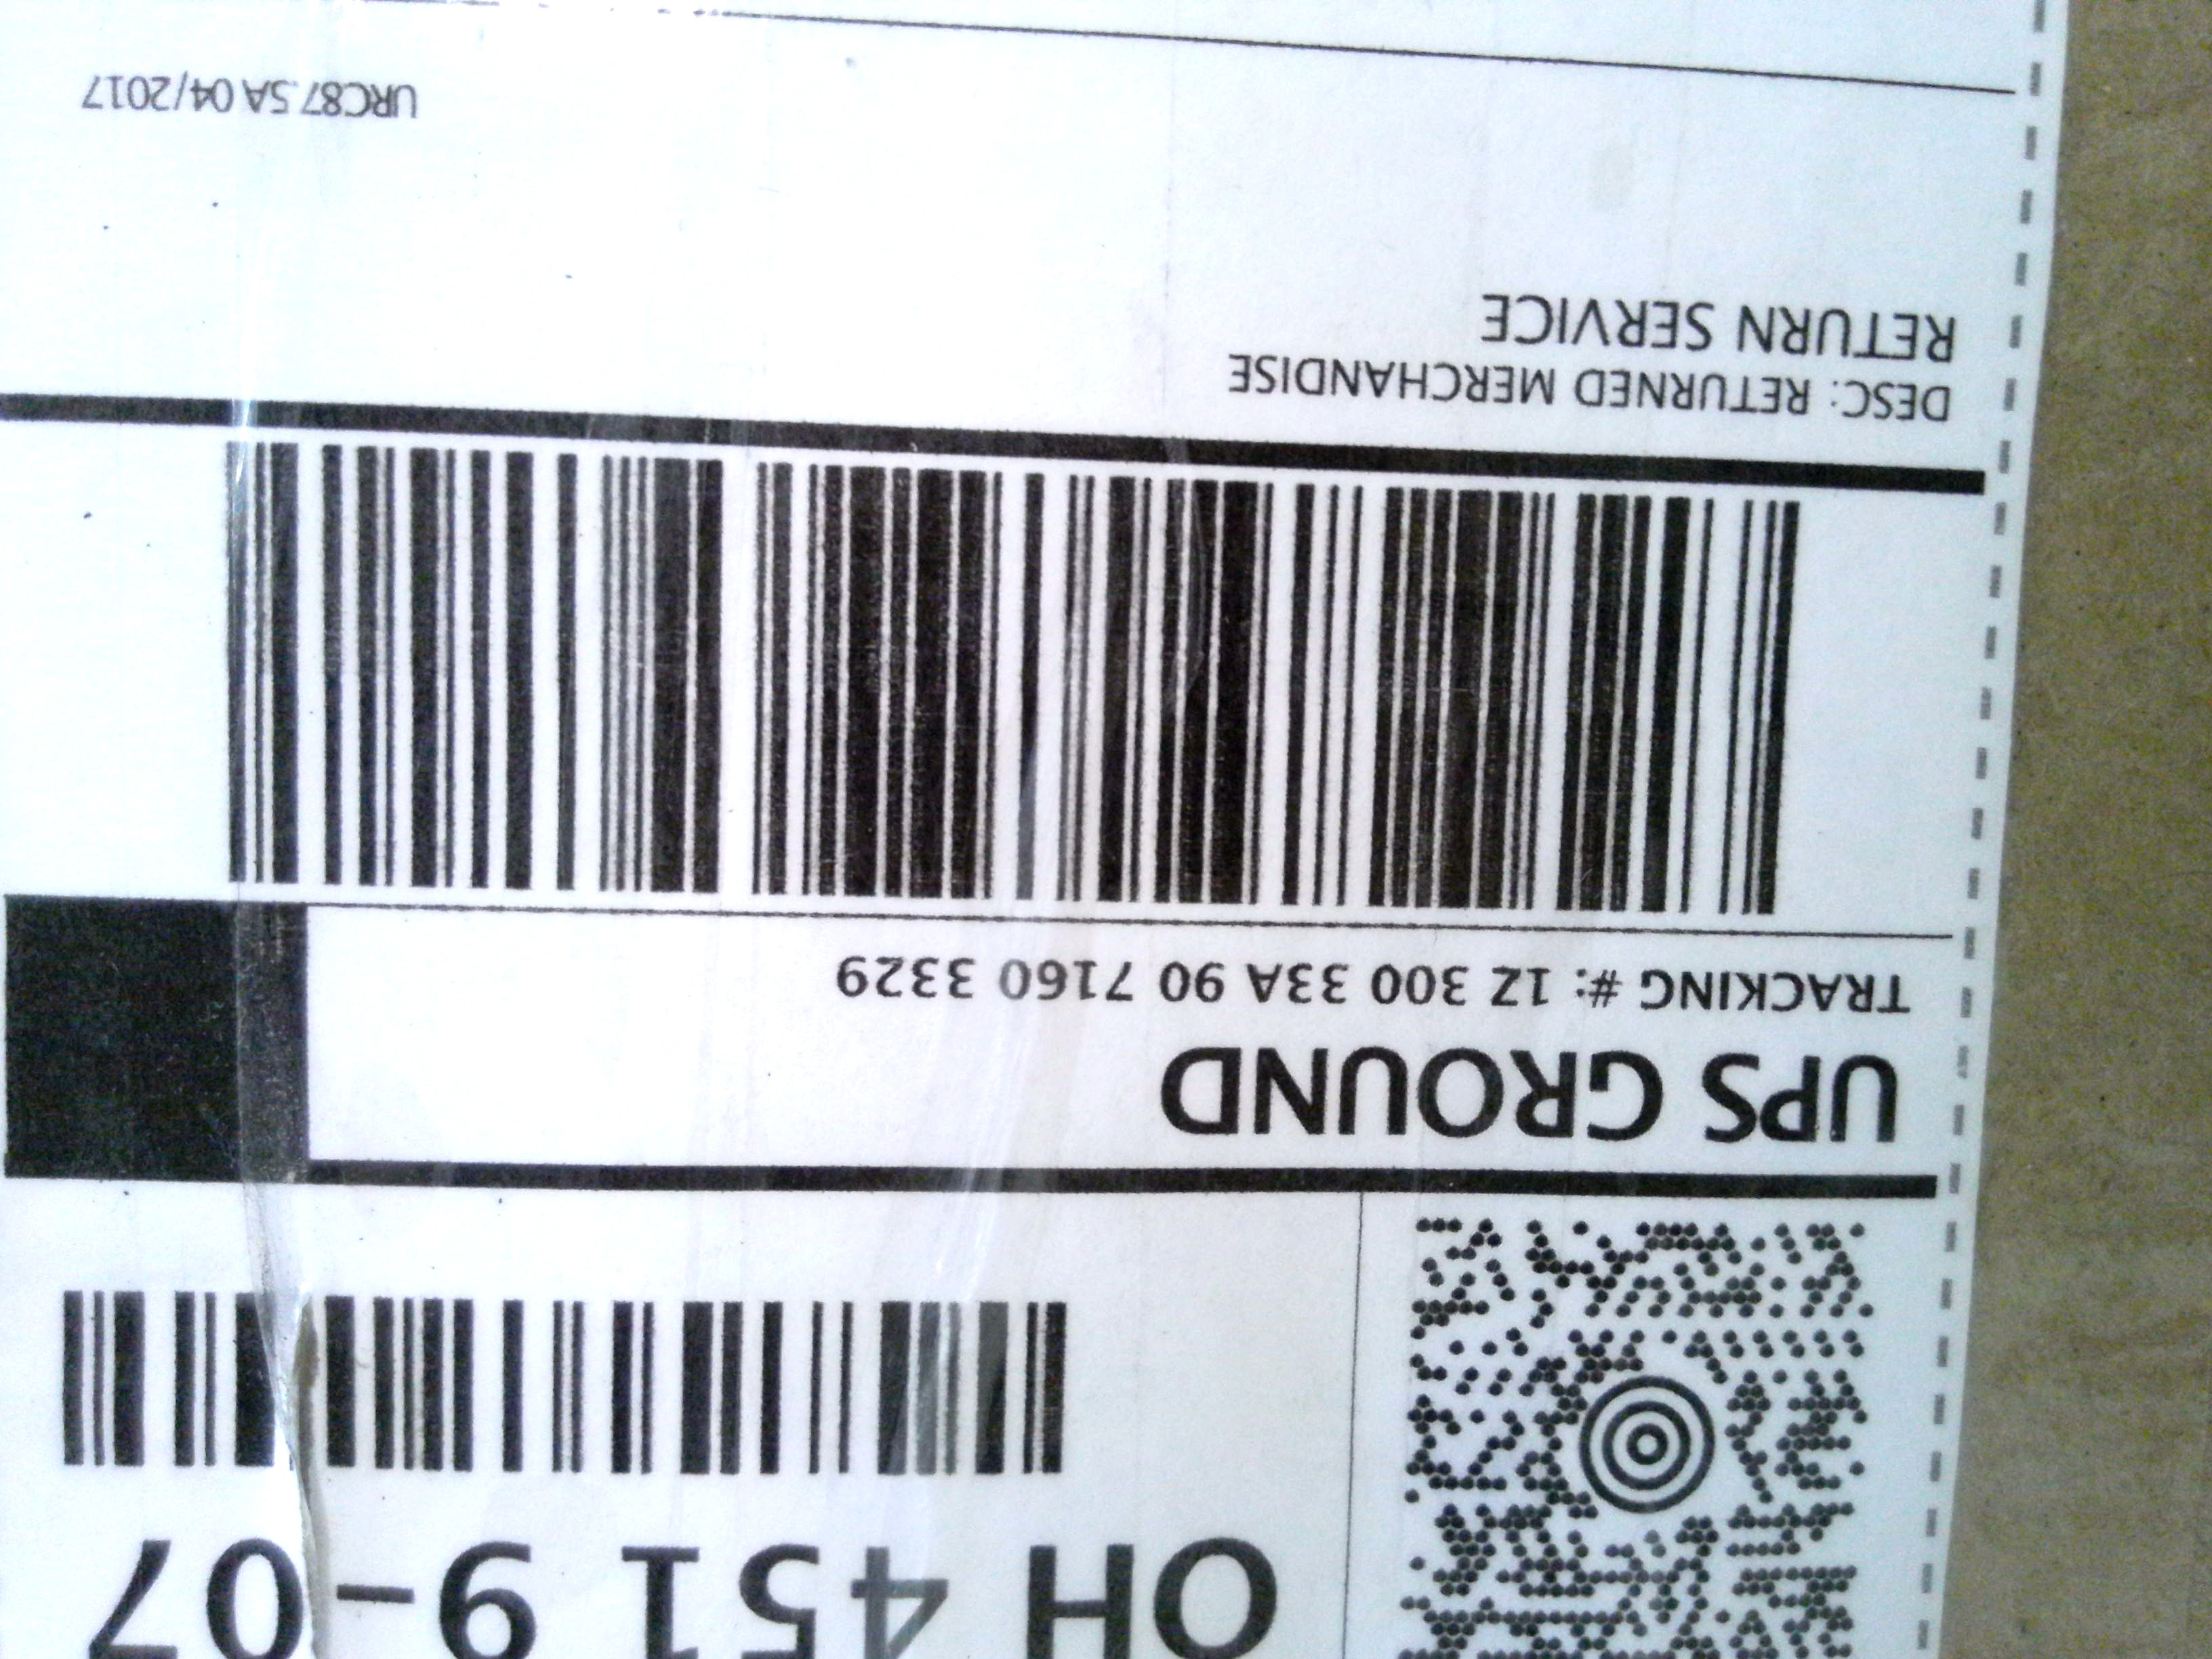 OH 451 9-07
UPS GROUND
TRACKING #: 1Z 300 33A 90 7160 3329
DESC: RETURNED MERCHANDISE
RETURN SERVICE
URC87.5A 04/2017